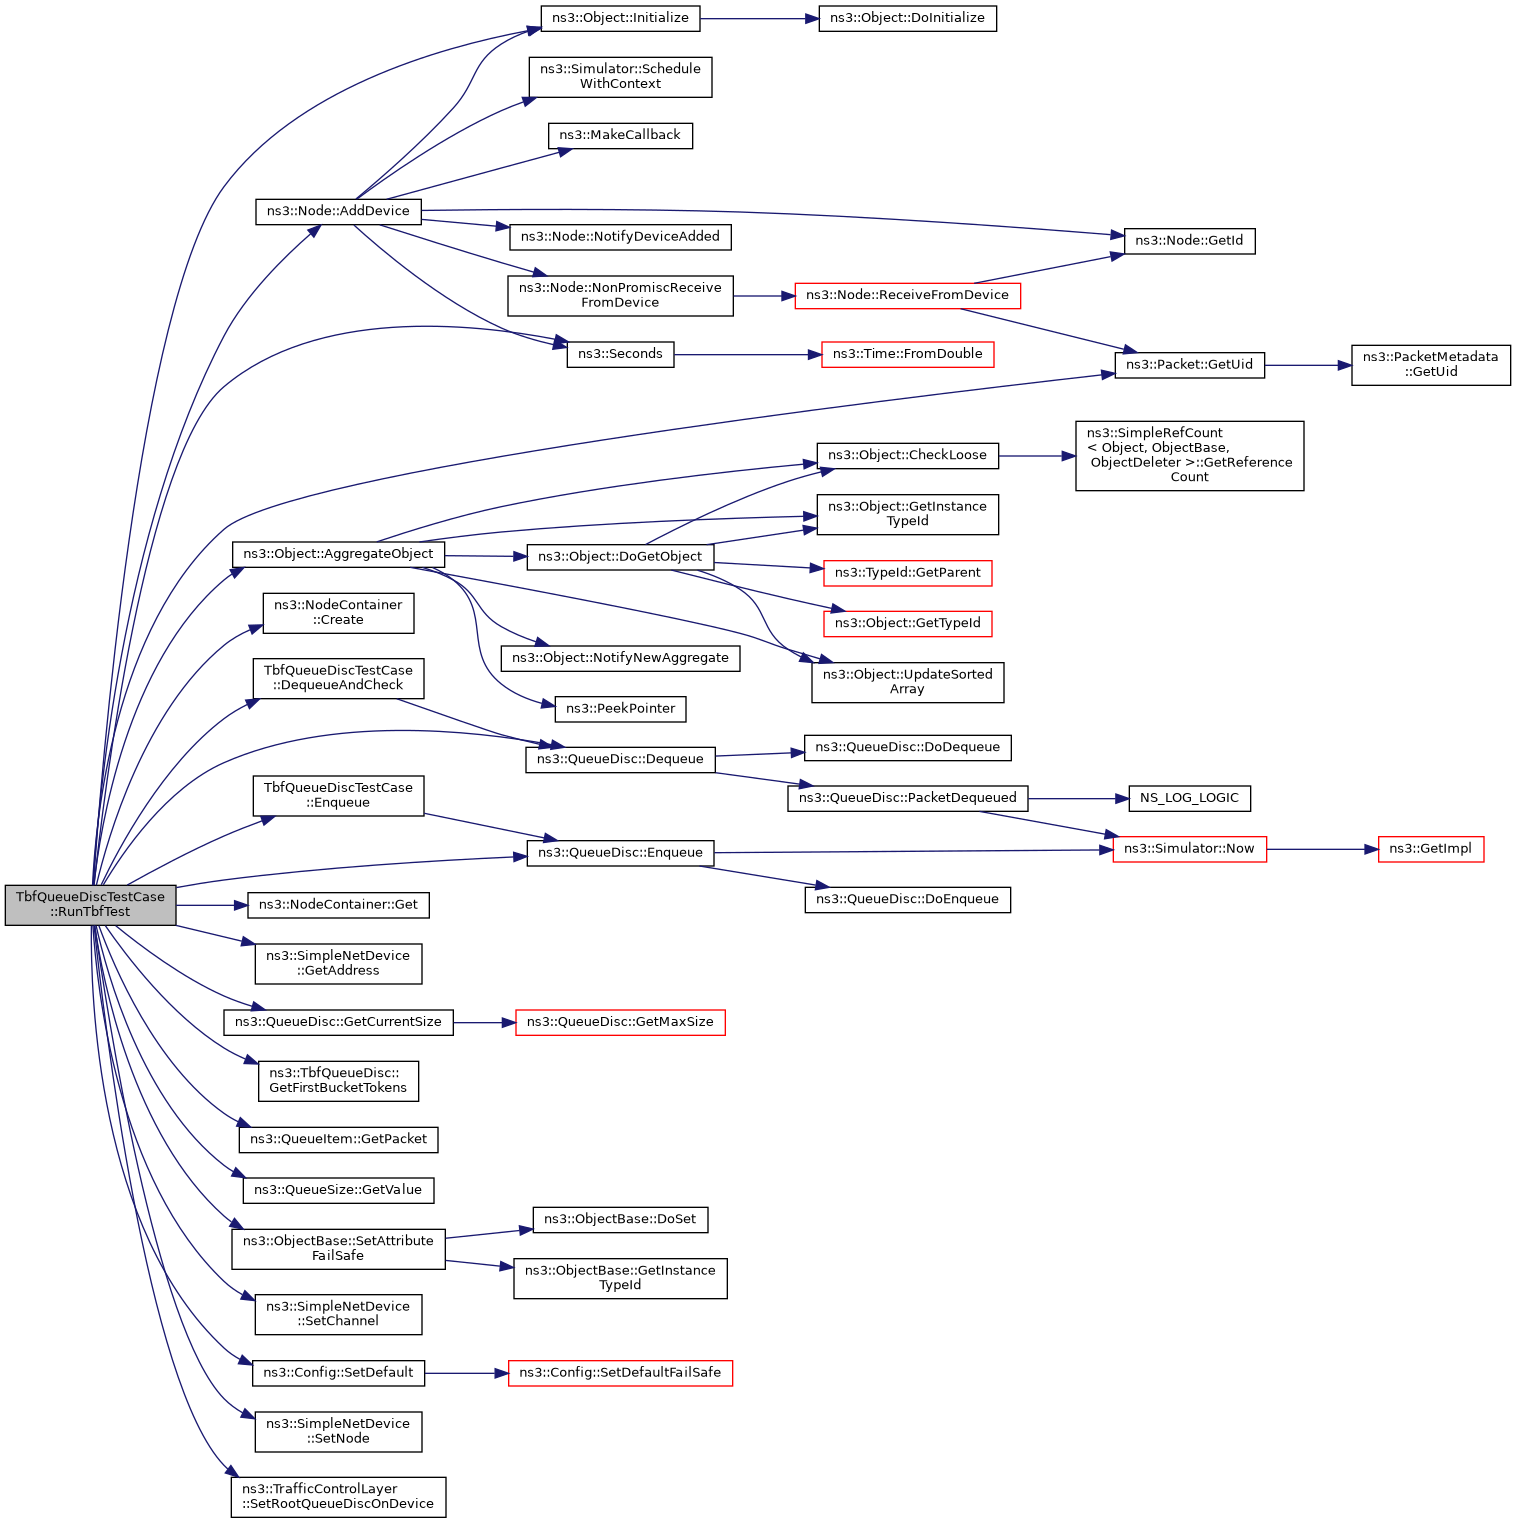 ns3::Object::Initialize
ns3::Object::DoInitialize
ns3::Simulator::Schedule
WithContext
ns3::MakeCallback
ns3::Node::AddDevice
ns3::Node::NotifyDeviceAdded
ns3::Node::GetId
ns3::Node::NonPromiscReceive
FromDevice
ns3::Node::ReceiveFromDevice
ns3::Seconds
ns3::Time::FromDouble
ns3::Packet::GetUid
ns3::PacketMetadata
::GetUid
ns3::Object::CheckLoose
ns3::SimpleRefCount
< Object, ObjectBase,
ObjectDeleter >::GetReference
Count
ns3::Object::GetInstance
TypeId
ns3::Object::AggregateObject
ns3::Object::DoGetObject
ns3::TypeId::GetParent
ns3::Object::GetTypeId
ns3::NodeContainer
::Create
ns3::Object::NotifyNewAggregate
ns3::Object::UpdateSorted
Array
TbfQueueDiscTestCase
::DequeueAndCheck
ns3::PeekPointer
ns3::QueueDisc::Dequeue
ns3::QueueDisc::DoDequeue
TbfQueueDiscTestCase
::Enqueue
ns3::QueueDisc::PacketDequeued
NS_LOG_LOGIC
ns3::QueueDisc::Enqueue
ns3::Simulator::Now
ns3::GetImpl
ns3::QueueDisc::DoEnqueue
TbfQueueDiscTestCase
::RunTbfTest
ns3::NodeContainer::Get
ns3::SimpleNetDevice
::GetAddress
ns3::QueueDisc::GetCurrentSize
ns3::QueueDisc::GetMaxSize
ns3::TbfQueueDisc::
GetFirstBucketTokens
ns3::QueueItem::GetPacket
ns3::QueueSize::GetValue
ns3::ObjectBase::SetAttribute
FailSafe
ns3::ObjectBase::DoSet
ns3::ObjectBase::GetInstance
TypeId
ns3::SimpleNetDevice
::SetChannel
ns3::Config::SetDefault
ns3::Config::SetDefaultFailSafe
ns3::SimpleNetDevice
::SetNode
ns3::TrafficControlLayer
::SetRootQueueDiscOnDevice